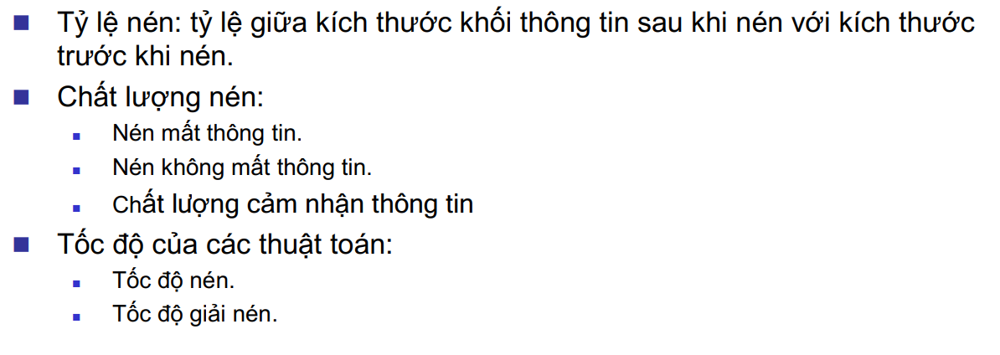 Tỷ lệ nén: tỷ lệ giữa kích thước khối thông tin sau khi nén với kích thước
trước khi nén.
Chất lượng nén:
Nén mất thông tin.
Nén không mất thông tin.
Chất lượng cảm nhận thông tin
Tốc độ của các thuật toán:
Tốc độ nén.
Tốc độ giải nén.